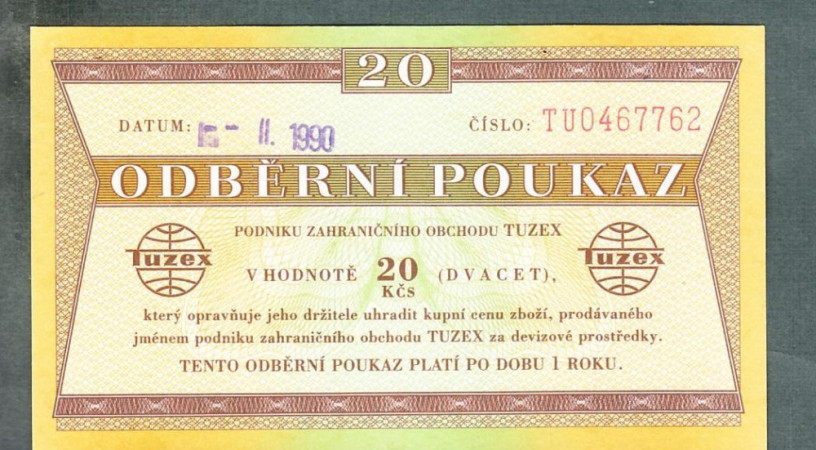 20
DATUM: - II. 1990
ČÍSLO: TU0467762
ODBĚRNÍ POUKAZ
PODNIKU ZAHRANIČNÍHO OBCHODU TUZEX
Tuzex
V HODNOTĚ 20 (DVACET),
KČS
Tuzex
který opravňuje jeho držitele uhradit kupní cenu zboží, prodávaného
jménem podniku zahraničního obchodu TUZEX za devizové prostředky.
TENTO ODBĚRNÍ POUKAZ PLATÍ PO DOBU 1 ROKU.